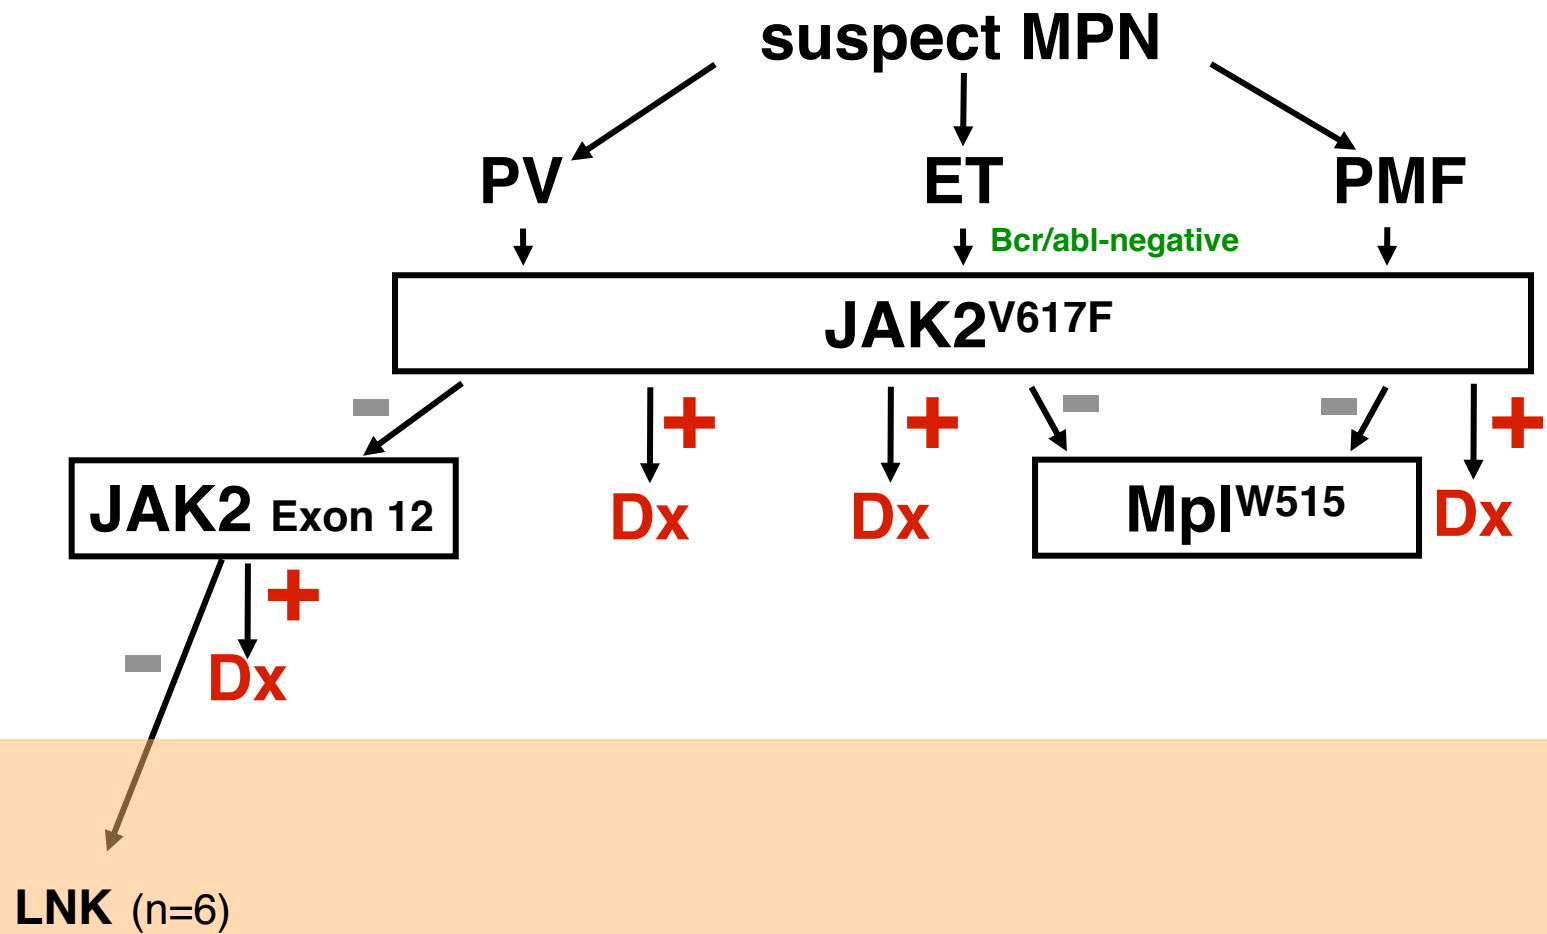 suspect MPN
PV ET PMF
Bcr/abl-negative
JAK2V617F
- + + - - +
JAK2 Exon 12 Dx Dx MplW515 Dx
+
- Dx
LNK (n=6)